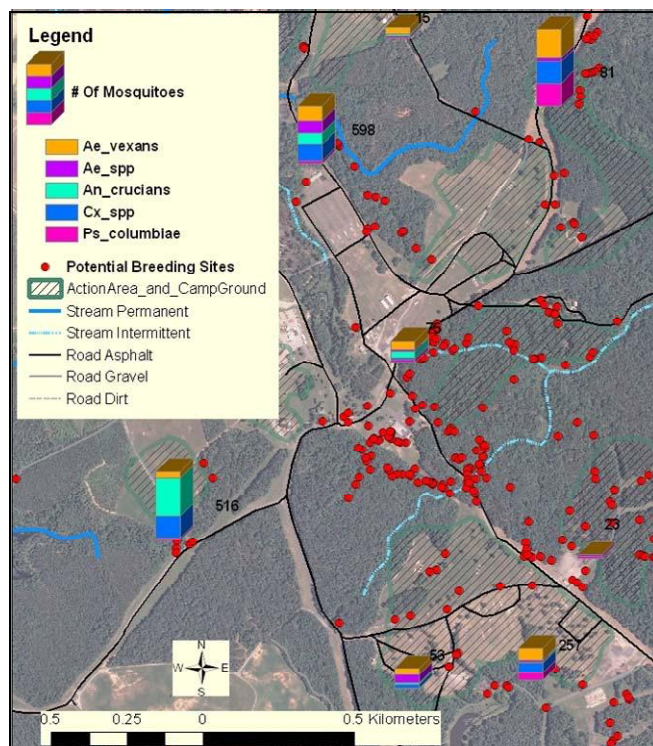 Legend
# Of Mosquitoes
Ae_vexans
Ae_spp
An_crucians
Cx_spp
Ps_columbiae
Potential Breeding Sites
ActionArea_and_CampGround
Stream Permanent
Stream Intermittent
Road Asphalt
Road Gravel
Road Dirt
15
81
598
75
516
23
53
257
N
W E
S
0.5 0.25 0 0.5 Kilometers